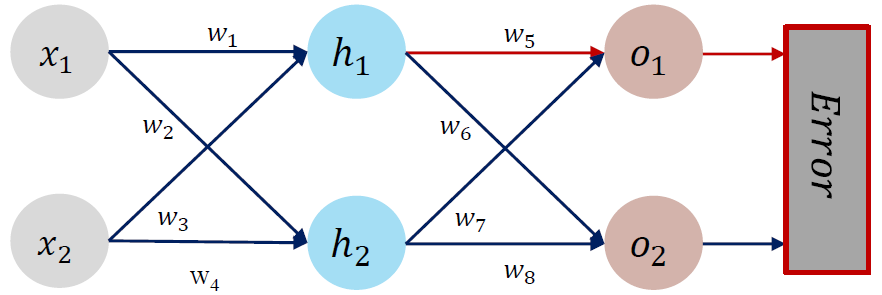 x₁
w₁
h₁
w₅
o₁
Error
w₂
w₆
x₂
w₃
w₄
h₂
w₇
w₈
o₂